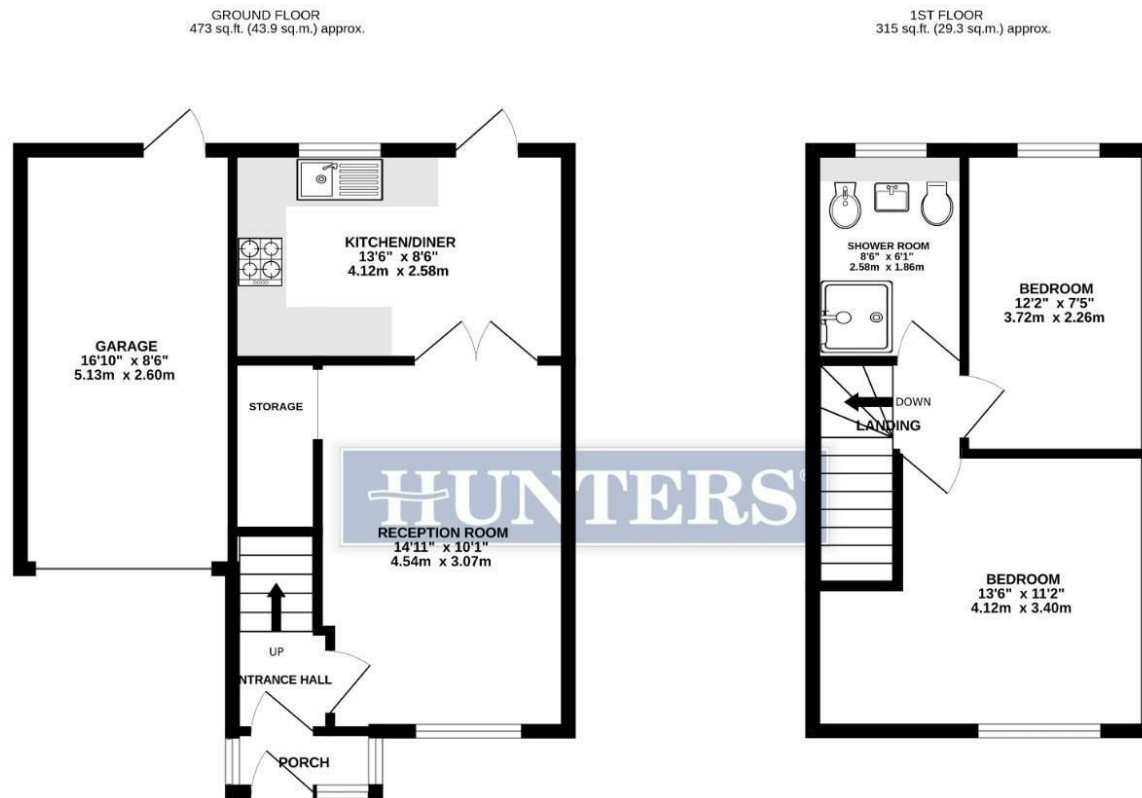 GROUND FLOOR
473 sq.ft. (43.9 sq.m.) approx.
1ST FLOOR
315 sq.ft. (29.3 sq.m.) approx.
KITCHEN/DINER
13'6" x 8'6"
4.12m x 2.58m
GARAGE
16'10" x 8'6"
5.13m x 2.60m
STORAGE
RECEPTION ROOM
14'11" x 10'1"
4.54m x 3.07m
UP
NTRANCE HALL
PORCH
SHOWER ROOM
8'6" x 6'1"
2.58m x 1.86m
BEDROOM
12'2" x 7'5"
3.72m x 2.26m
DOWN
LANDING
BEDROOM
13'6" x 11'2"
4.12m x 3.40m
HUNTERS